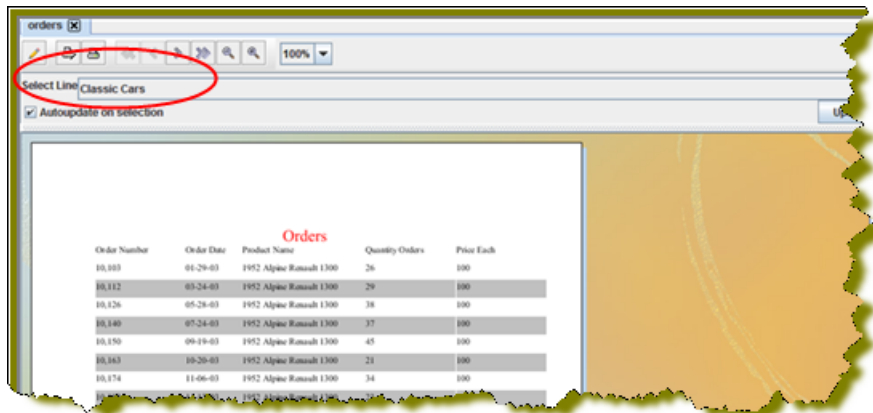 orders
100%
Select Line Classic Cars
Autoupdate on selection
Orders
Order Number Order Date Product Name Quantity Orders Price Each
10,103 01-29-03 1952 Alpine Renault 1300 26 100
10,112 03-24-03 1952 Alpine Renault 1300 29 100
10,126 05-28-03 1952 Alpine Renault 1300 38 100
10,140 07-24-03 1952 Alpine Renault 1300 37 100
10,150 09-19-03 1952 Alpine Renault 1300 45 100
10,163 10-20-03 1952 Alpine Renault 1300 21 100
10,174 11-06-03 1952 Alpine Renault 1300 34 100